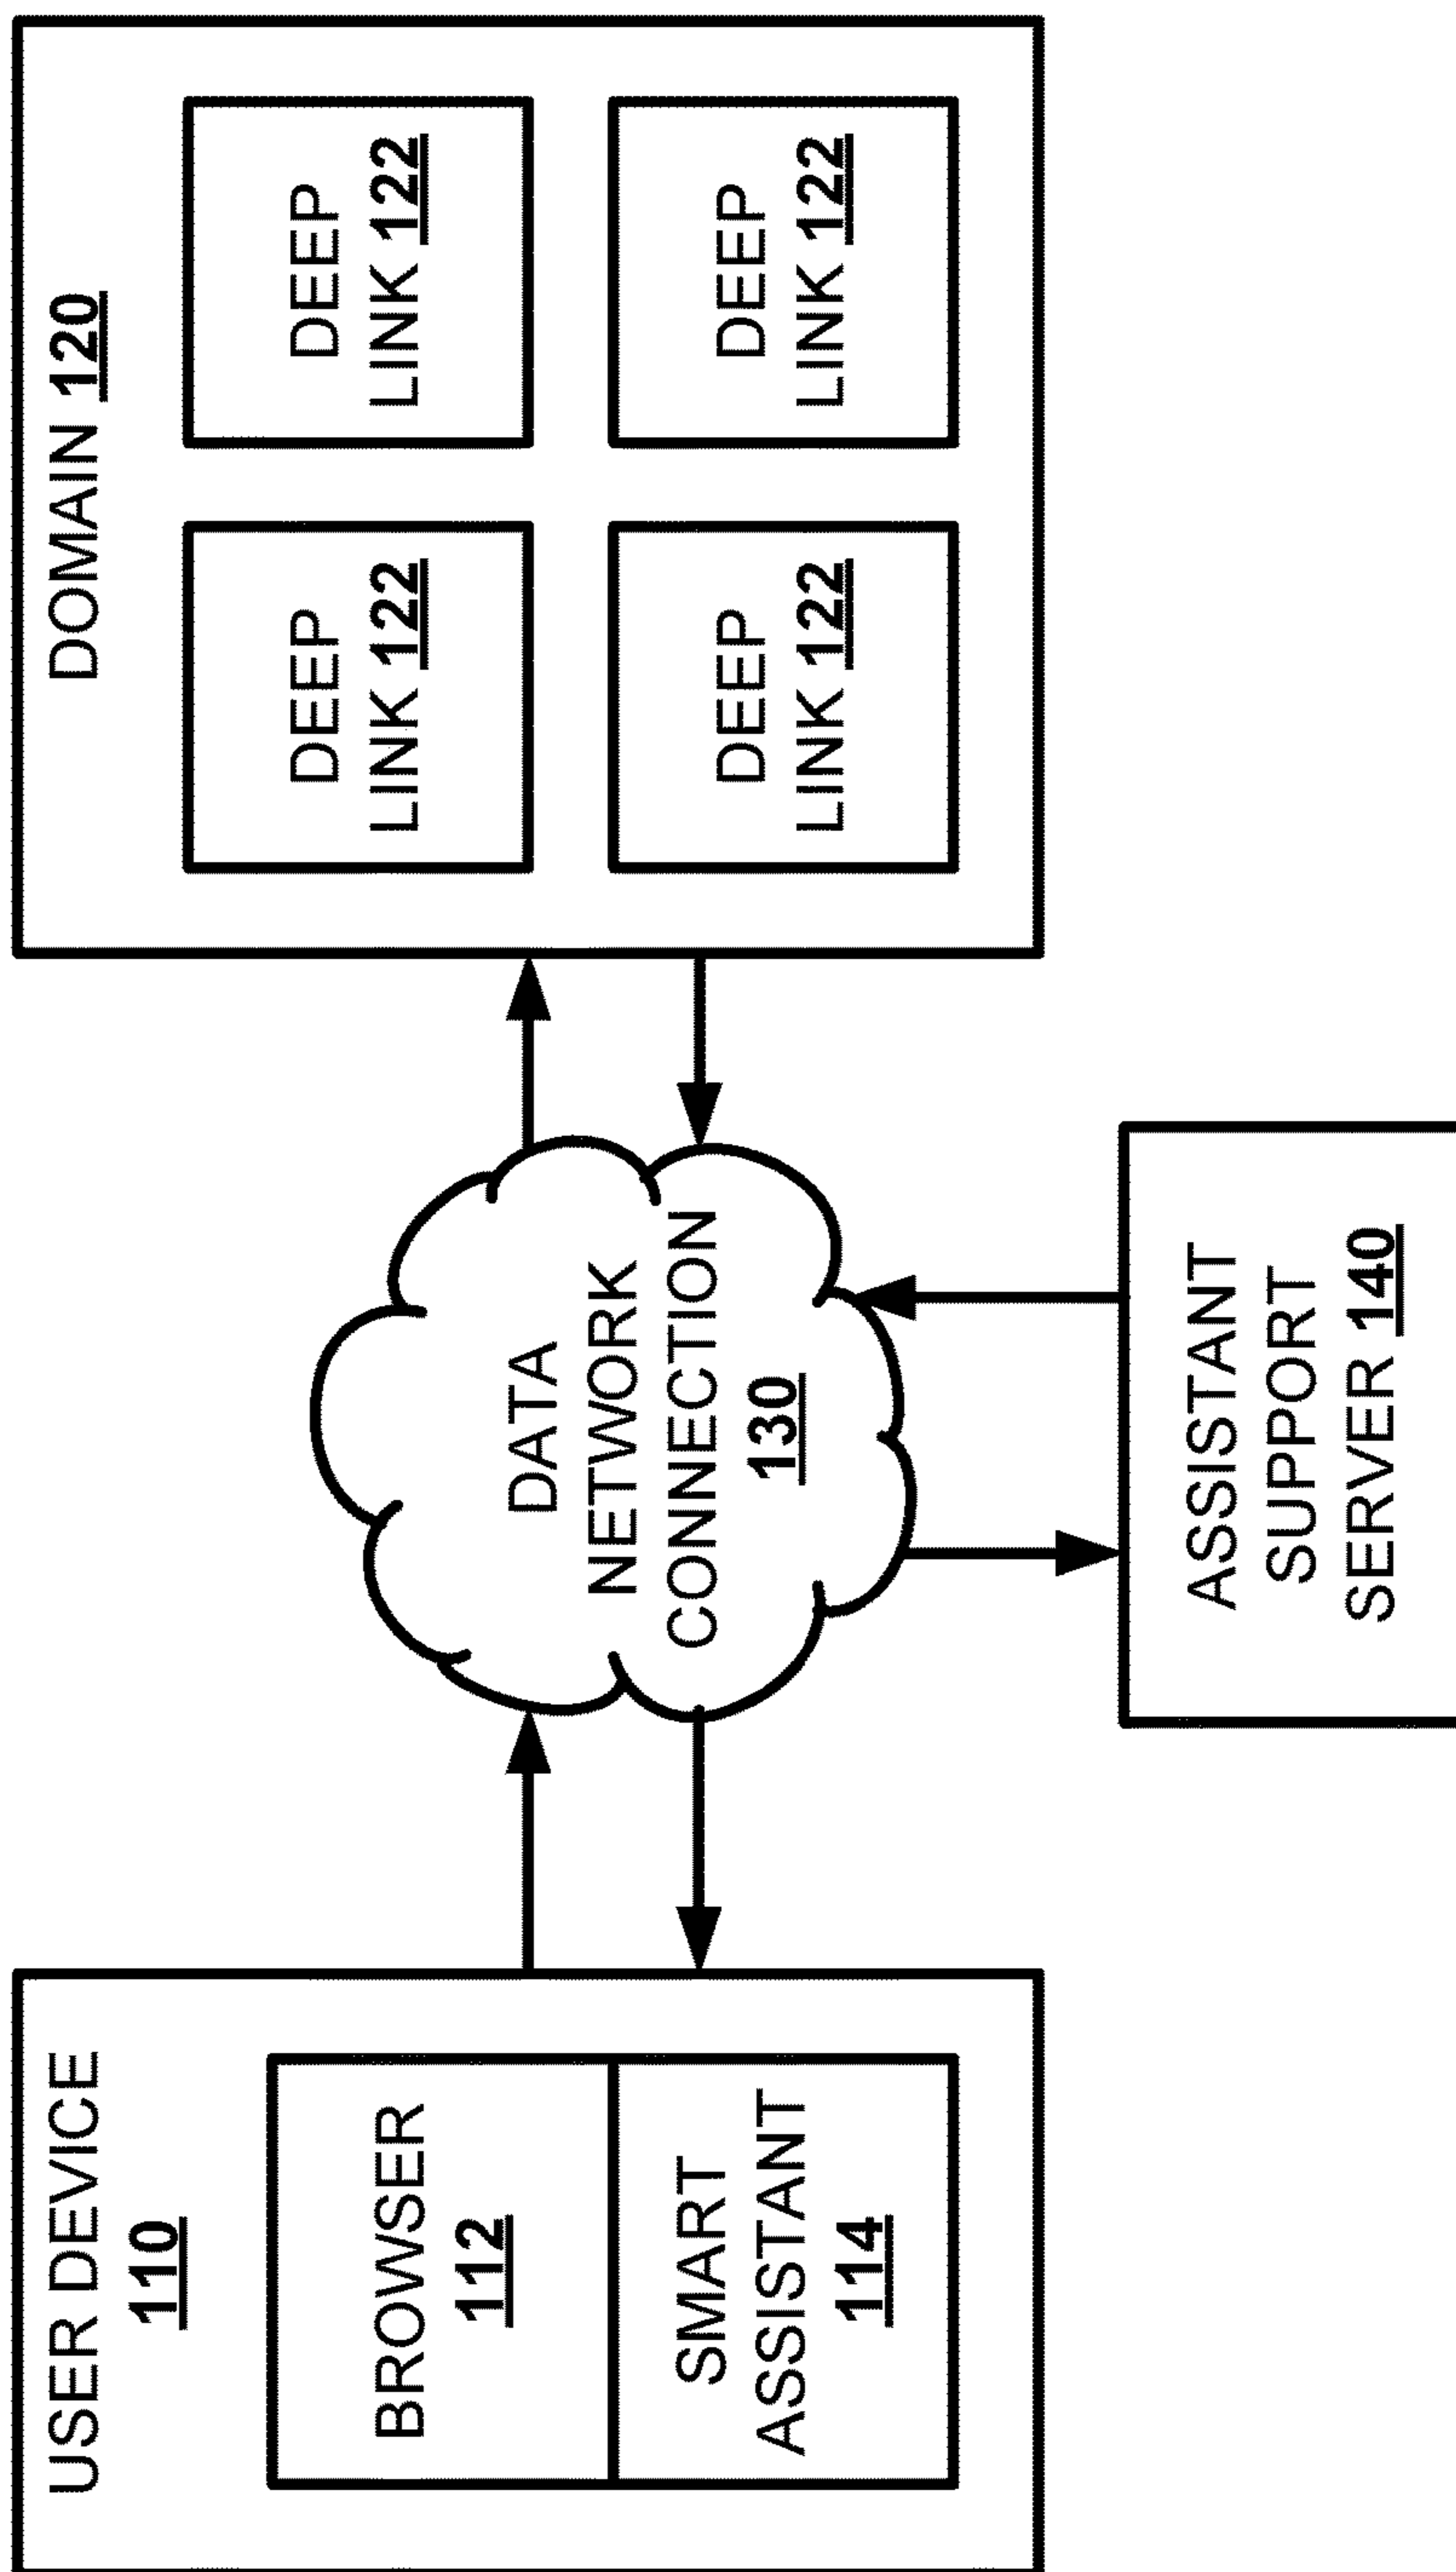 USER DEVICE
110
BROWSER
112
SMART
ASSISTANT
114
DATA
NETWORK
CONNECTION
130
ASSISTANT
SUPPORT
SERVER 140
DOMAIN 120
DEEP
LINK 122
DEEP
LINK 122
DEEP
LINK 122
DEEP
LINK 122